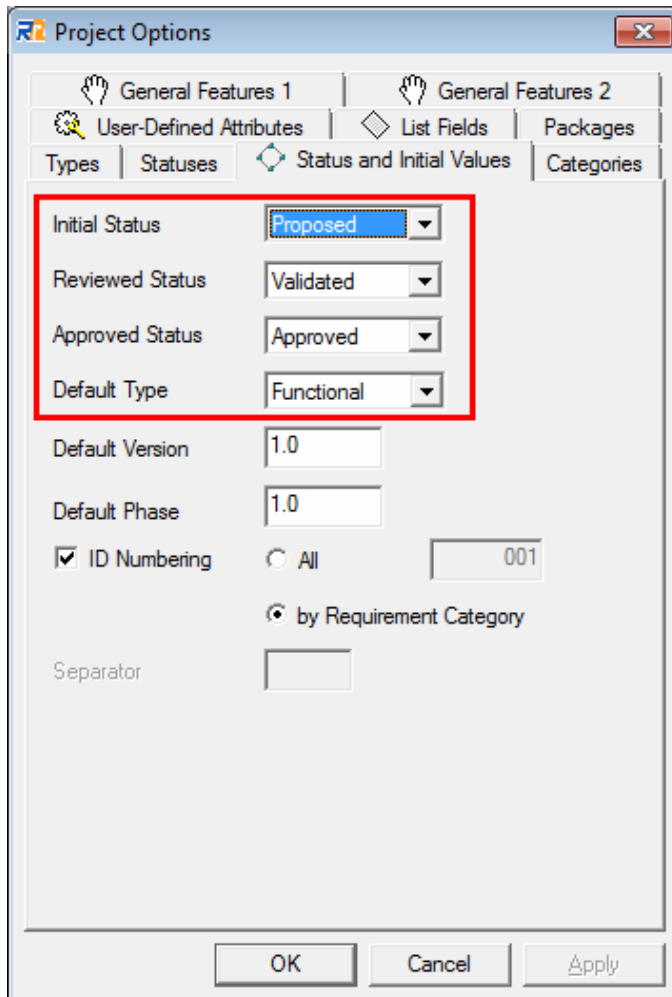 Project Options
General Features 1 General Features 2
User-Defined Attributes List Fields Packages
Types Statuses Status and Initial Values Categories
Initial Status Proposed
Reviewed Status Validated
Approved Status Approved
Default Type Functional
Default Version 1.0
Default Phase 1.0
ID Numbering All 001
by Requirement Category
Separator
OK Cancel Apply